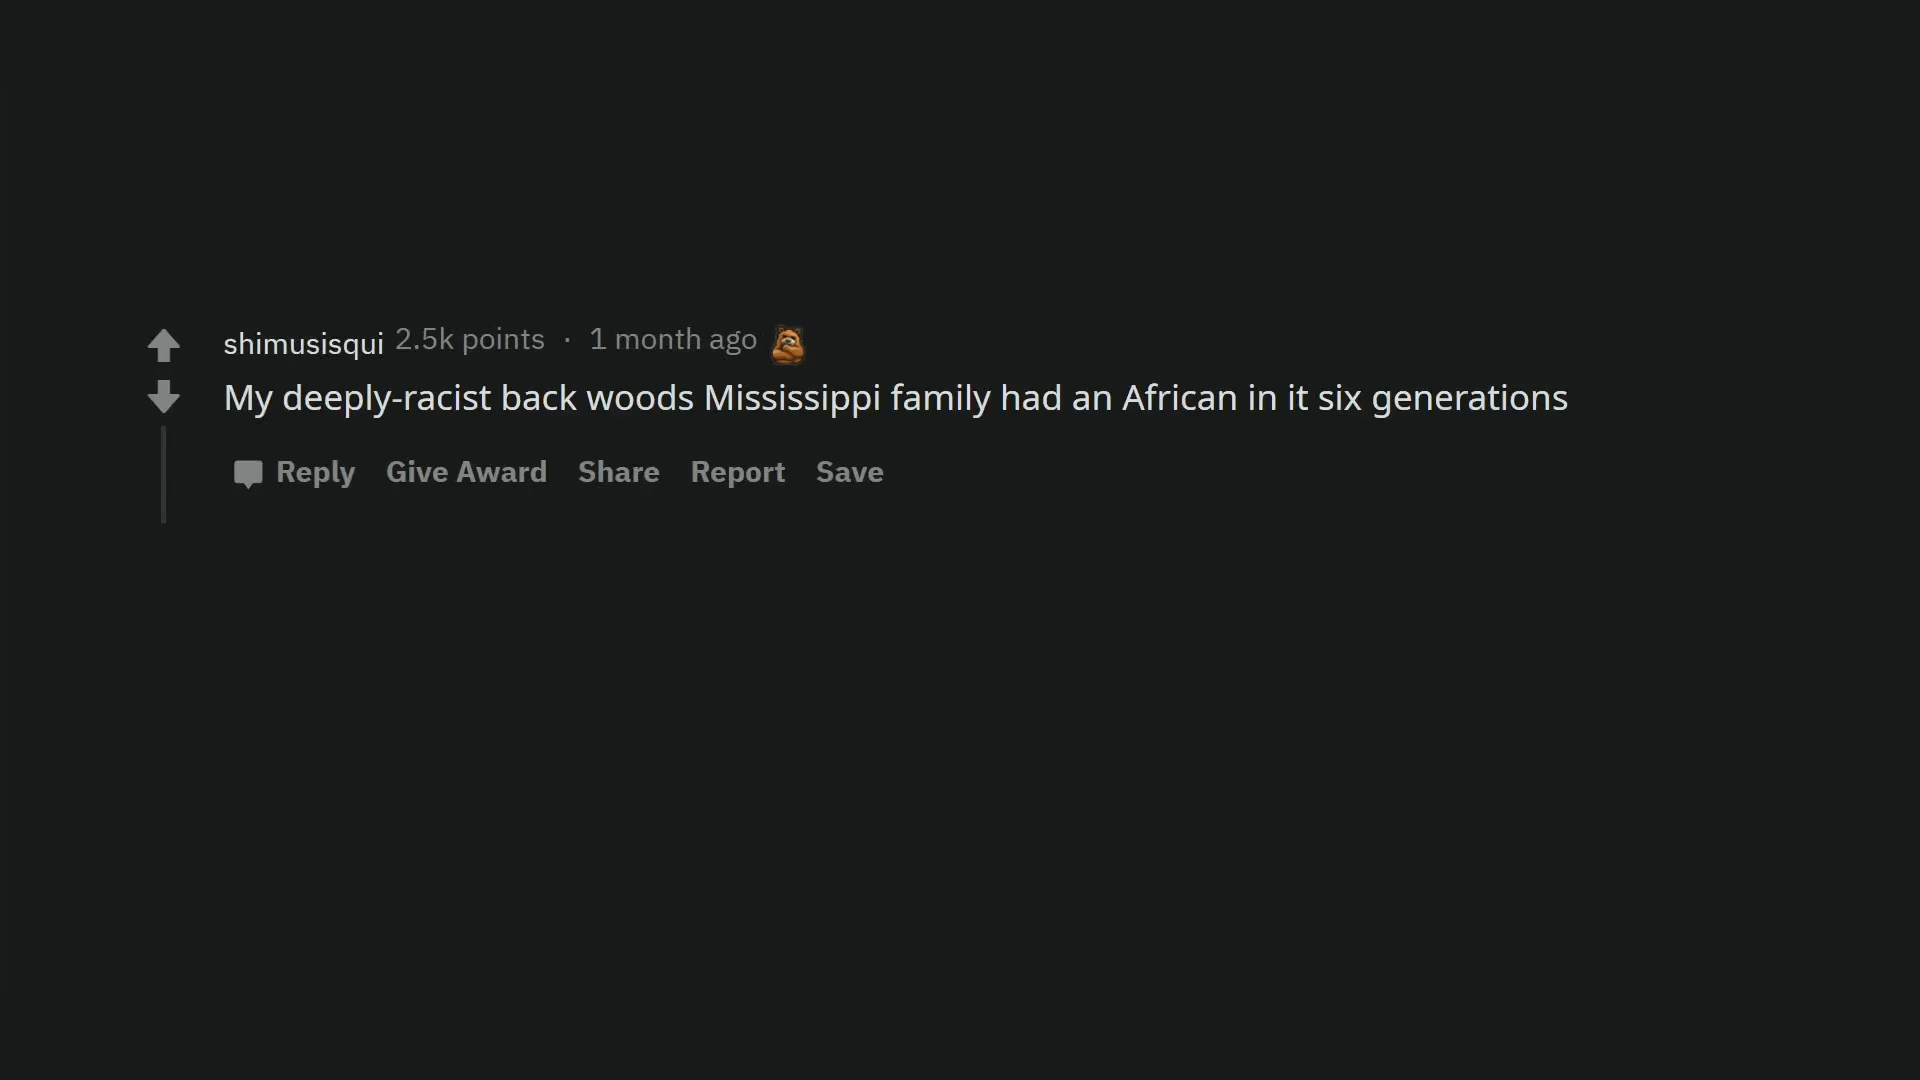 shimusisqui 2.5k points · 1 month ago
My deeply-racist back woods Mississippi family had an African in it six generations
Reply Give Award Share Report Save